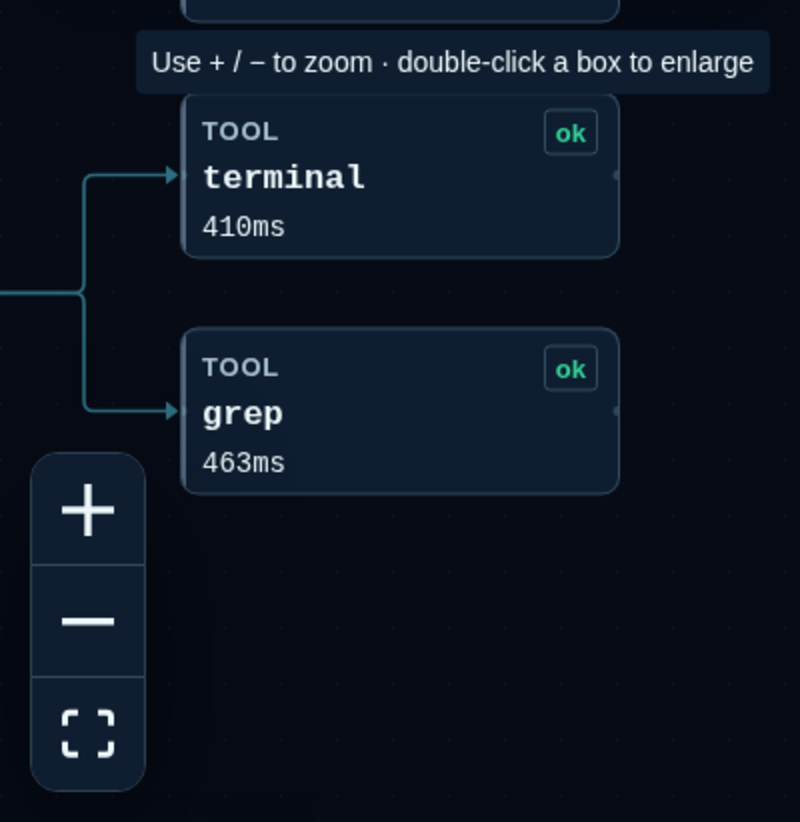 Use + / − to zoom · double-click a box to enlarge
TOOL
ok
terminal
410ms
TOOL
ok
grep
463ms